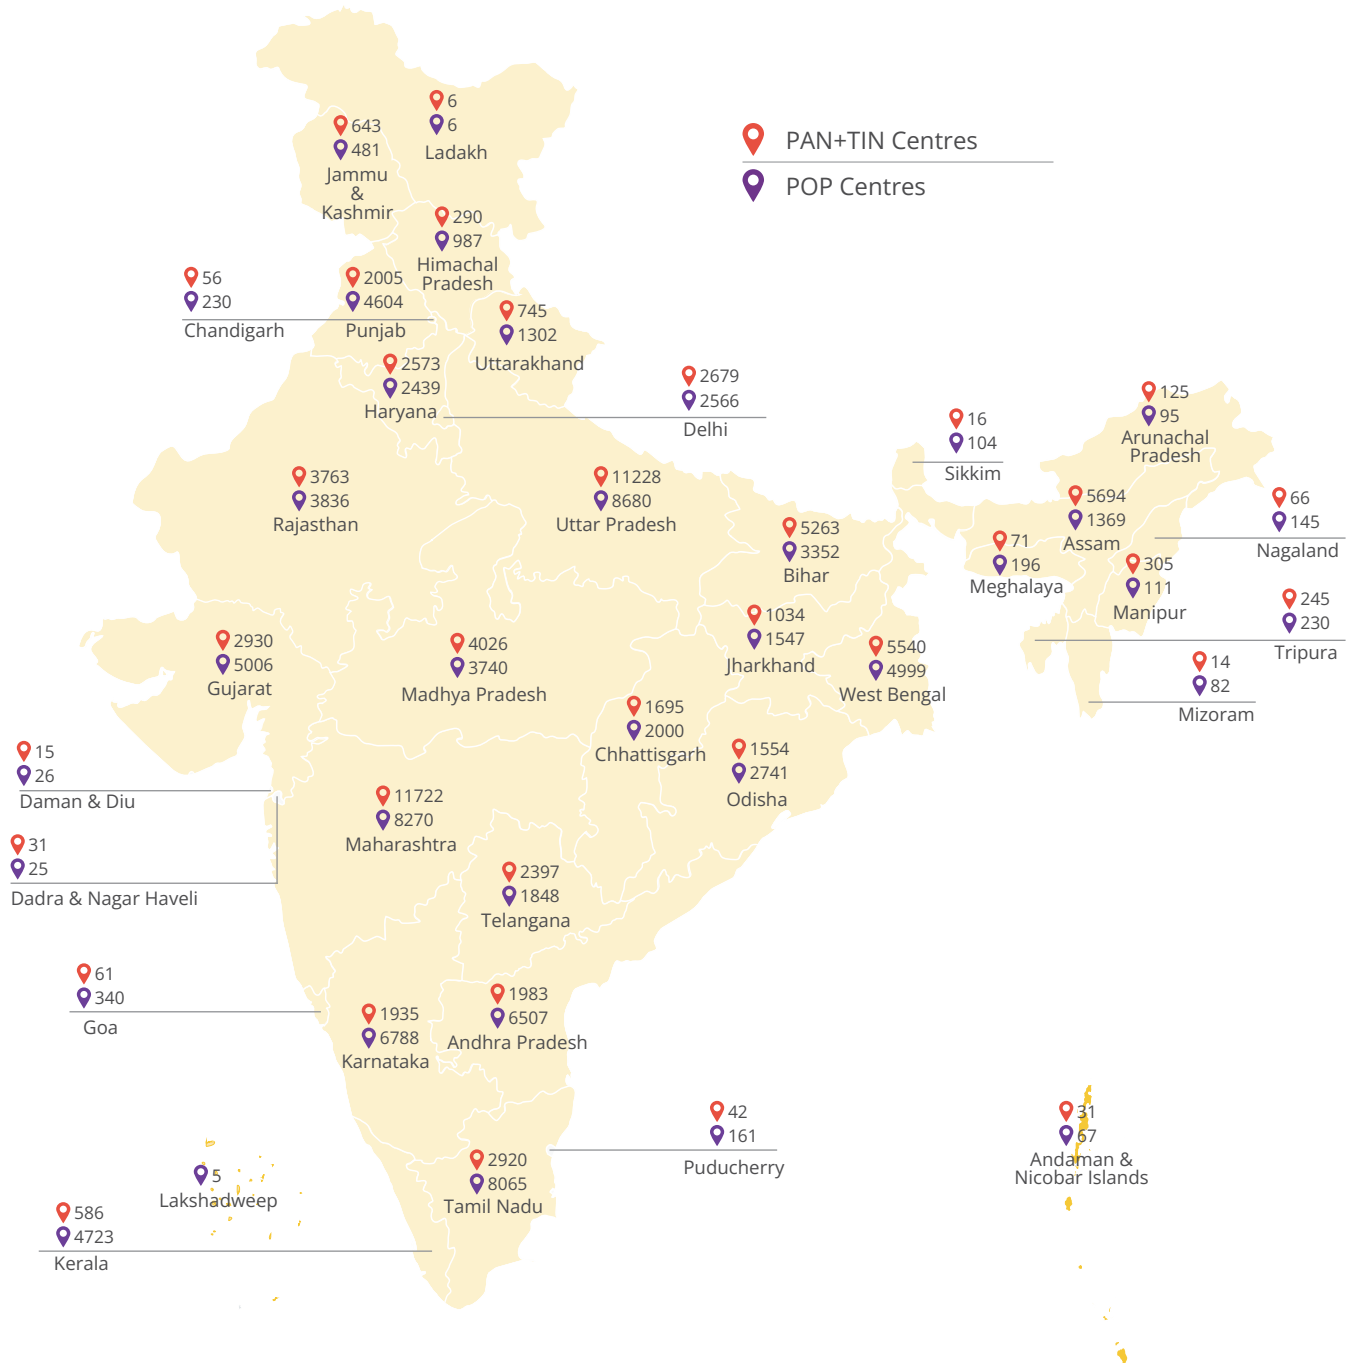 6
6
Ladakh
643
481
Jammu
&
Kashmir
PAN+TIN Centres
POP Centres
290
987
Himachal
Pradesh
56
230
Chandigarh
2005
4604
Punjab
745
1302
Uttarakhand
2573
2439
Haryana
2679
2566
Delhi
125
95
Arunachal
Pradesh
16
104
Sikkim
3763
3836
Rajasthan
11228
8680
Uttar Pradesh
5694
1369
Assam
66
145
Nagaland
5263
3352
Bihar
71
196
Meghalaya
305
111
Manipur
245
230
Tripura
1034
1547
Jharkhand
2930
5006
Gujarat
4026
3740
Madhya Pradesh
5540
4999
West Bengal
14
82
Mizoram
1695
2000
Chhattisgarh
1554
2741
Odisha
15
26
Daman & Diu
11722
8270
Maharashtra
31
25
Dadra & Nagar Haveli
2397
1848
Telangana
61
340
Goa
1935
6788
Karnataka
1983
6507
Andhra Pradesh
42
161
Puducherry
31
67
Andaman &
Nicobar Islands
5
Lakshadweep
2920
8065
Tamil Nadu
586
4723
Kerala